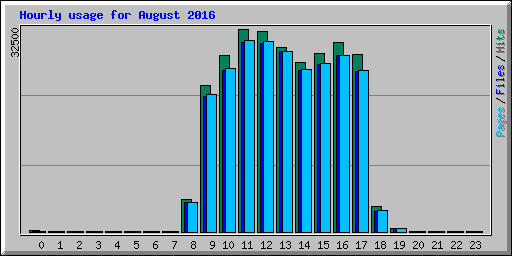 Hourly usage for August 2016
32500
Pages/Files/Hits
0 1 2 3 4 5 6 7 8 9 10 11 12 13 14 15 16 17 18 19 20 21 22 23